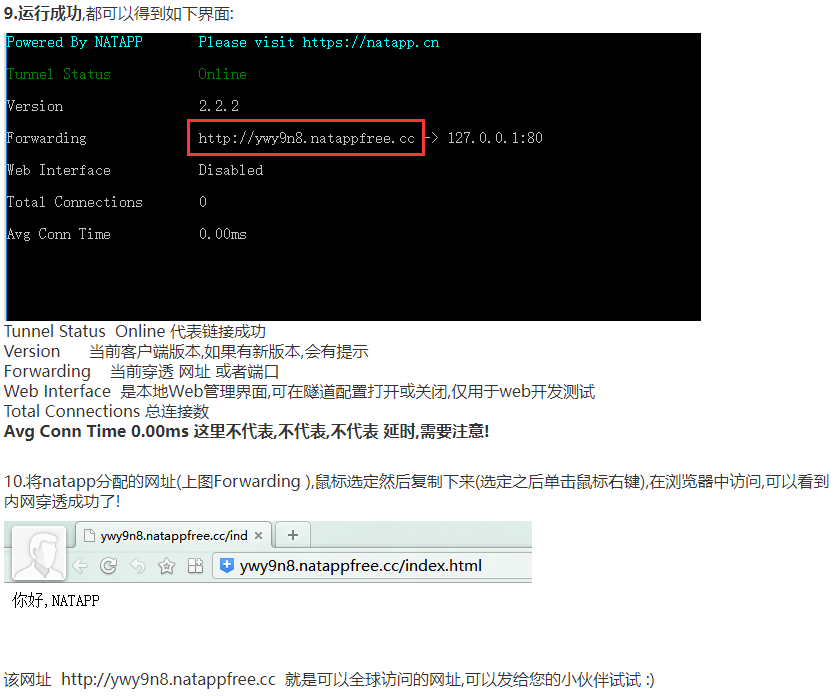 9.运行成功,都可以得到如下界面:
Powered By NATAPP Please visit https://natapp.cn
Tunnel Status Online
Version 2.2.2
Forwarding http://ywy9n8.natappfree.cc -> 127.0.0.1:80
Web Interface Disabled
Total Connections 0
Avg Conn Time 0.00ms
Tunnel Status Online 代表链接成功
Version 当前客户端版本,如果有新版本,会有提示
Forwarding 当前穿透 网址 或者端口
Web Interface 是本地Web管理界面,可在隧道配置打开或关闭,仅用于web开发测试
Total Connections 总连接数
Avg Conn Time 0.00ms 这里不代表,不代表,不代表 延时,需要注意!
10.将natapp分配的网址(上图Forwarding ),鼠标选定然后复制下来(选定之后单击鼠标右键),在浏览器中访问,可以看到
内网穿透成功了!
ywy9n8.natappfree.cc/ind
ywy9n8.natappfree.cc/index.html
你好,NATAPP
该网址 http://ywy9n8.natappfree.cc 就是可以全球访问的网址,可以发给您的小伙伴试试 :)